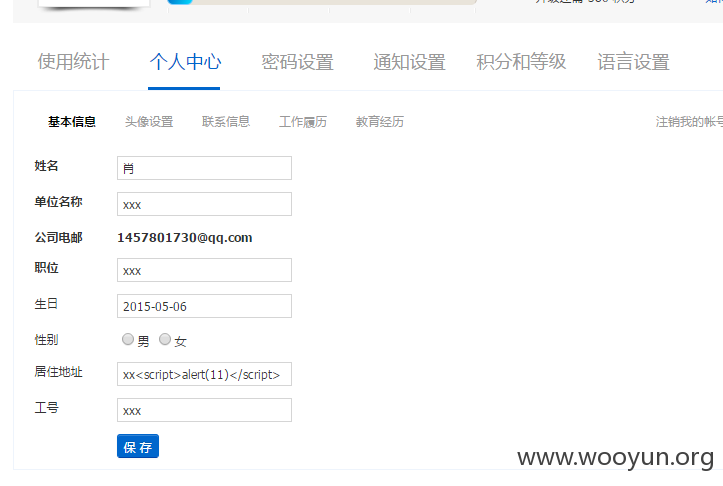 使用统计 个人中心 密码设置 通知设置 积分和等级 语言设置
基本信息 头像设置 联系信息 工作履历 教育经历 注销我的帐号
姓名 肖
单位名称 xxx
公司电邮 1457801730@qq.com
职位 xxx
生日 2015-05-06
性别 男 女
居住地址 xx<script>alert(11)</script>
工号 xxx
保存
www.wooyun.org